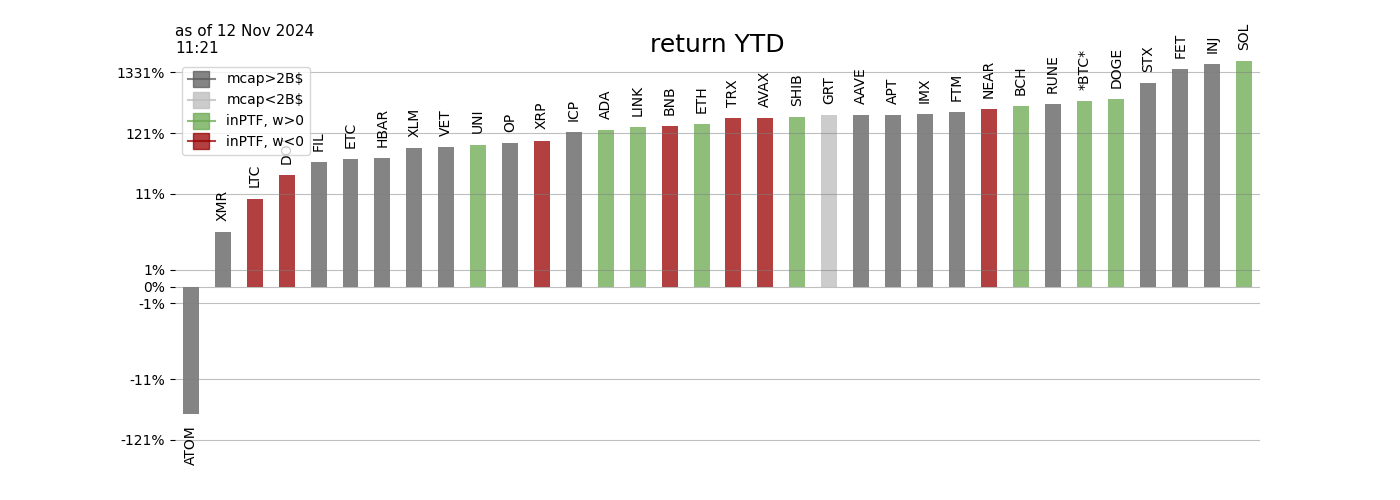 as of 12 Nov 2024
11:21
return YTD
mcap>2B$
mcap<2B$
inPTF, w>0
inPTF, w<0
1331%
121%
11%
1%
0%
-1%
-11%
-121%
ATOM
XMR
LTC
FIL
ETC
HBAR
XLM
VET
UNI
OP
XRP
ICP
ADA
LINK
BNB
ETH
TRX
AVAX
SHIB
GRT
AAVE
APT
IMX
FTM
NEAR
BCH
RUNE
*BTC*
DOGE
STX
FET
INJ
SOL